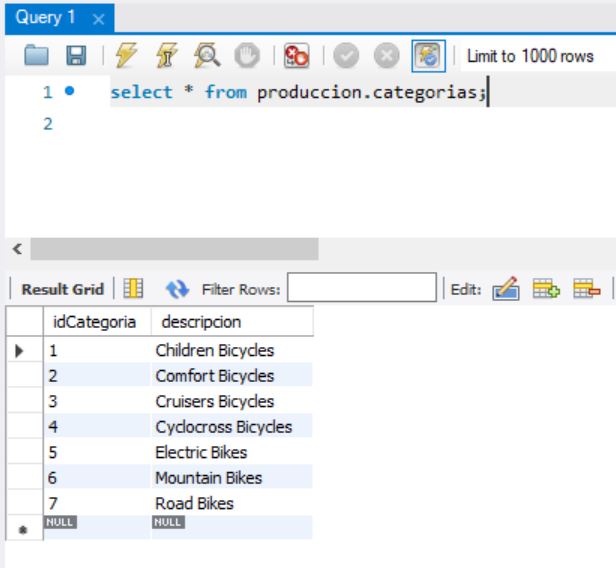 Query 1
Limit to 1000 rows
1 select * from produccion.categorias;
2
Result Grid Filter Rows: Edit:
idCategoria descripcion
1 Children Bicycles
2 Comfort Bicycles
3 Cruisers Bicycles
4 Cyclocross Bicycles
5 Electric Bikes
6 Mountain Bikes
7 Road Bikes
NULL NULL